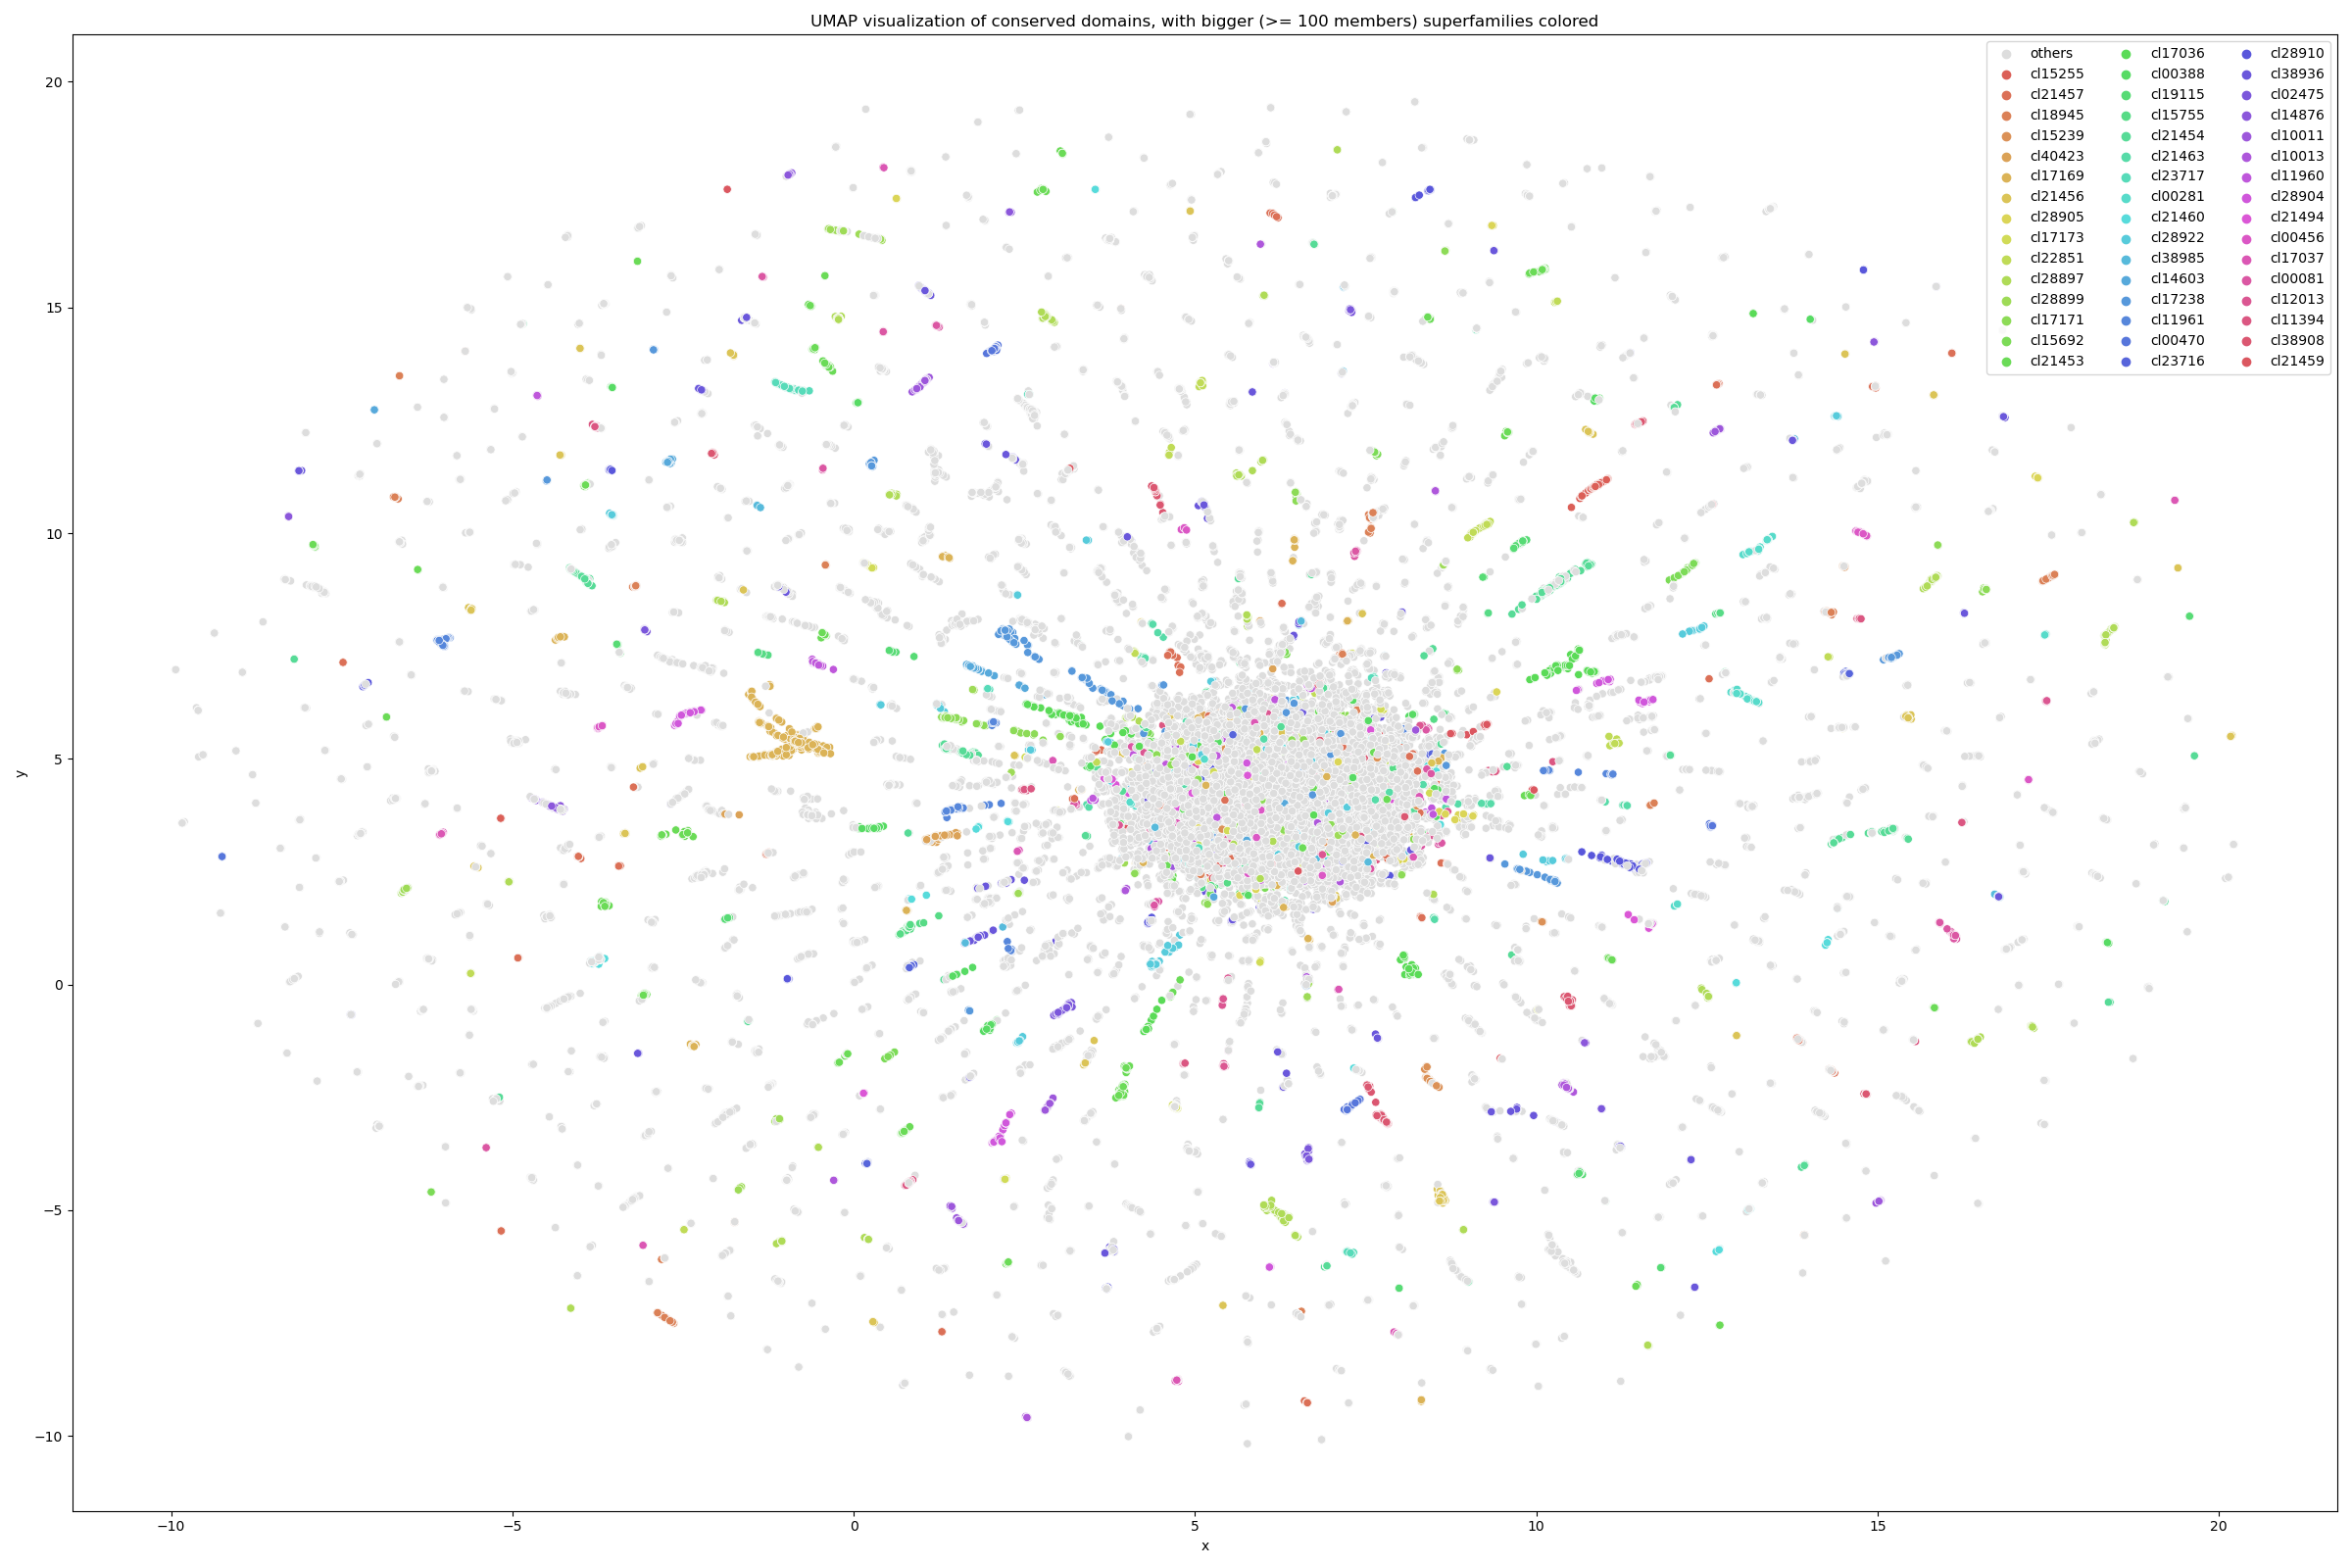 UMAP visualization of conserved domains, with bigger (>= 100 members) superfamilies colored
others
cl15255
cl21457
cl18945
cl15239
cl40423
cl17169
cl21456
cl28905
cl17173
cl22851
cl28897
cl28899
cl17171
cl15692
cl21453
cl17036
cl00388
cl19115
cl15755
cl21454
cl21463
cl23717
cl00281
cl21460
cl28922
cl38985
cl14603
cl17238
cl11961
cl00470
cl23716
cl28910
cl38936
cl02475
cl14876
cl10011
cl10013
cl11960
cl28904
cl21494
cl00456
cl17037
cl00081
cl12013
cl11394
cl38908
cl21459
20
15
10
5
0
−5
−10
y
−10
−5
0
5
10
15
20
x